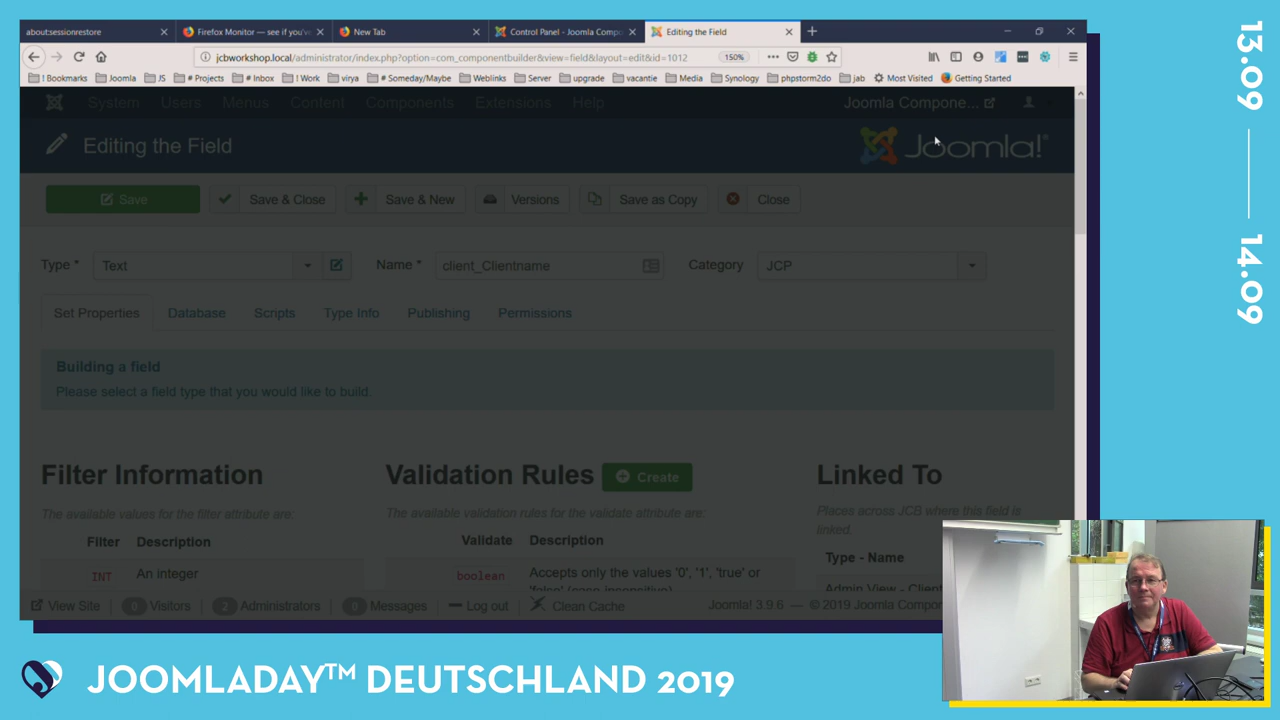 about:sessionrestore
Firefox Monitor — see if you'v
New Tab
Control Panel - Joomla Compo
Editing the Field
jcbworkshop.local/administrator/index.php?option=com_componentbuilder&view=field&layout=edit&id=1012
150%
! Bookmarks Joomla JS # Projects # Inbox ! Work virya # Someday/Maybe Weblinks Server upgrade vacantie Media Synology phpstorm2do jab Most Visited Getting Started
System Users Menus Content Components Extensions Help Joomla Compone...
Editing the Field
Joomla!®
Save Save & Close Save & New Versions Save as Copy Close
Type * Text Name * client_Clientname Category JCP
Set Properties Database Scripts Type Info Publishing Permissions
Building a field
Please select a field type that you would like to build.
Filter Information
The available values for the filter attribute are:
Filter Description
INT An integer
Validation Rules Create
The available validation rules for the validate attribute are:
Validate Description
boolean Accepts only the values '0', '1', 'true' or
'false' (case-insensitive)
Linked To
Places across JCB where this field is
linked.
Type - Name
Admin View - Client
View Site 0 Visitors 2 Administrators 0 Messages Log out Clean Cache Joomla! 3.9.6 — © 2019 Joomla Compon
13.09
14.09
JOOMLADAY™ DEUTSCHLAND 2019